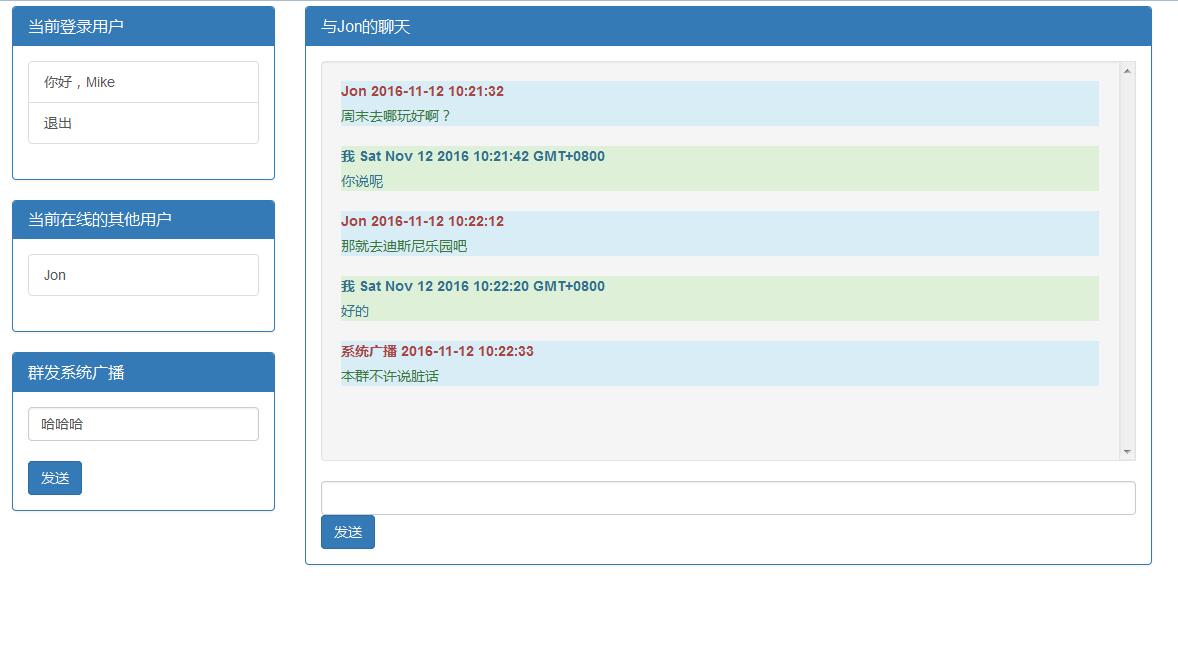 当前登录用户
你好，Mike
退出
当前在线的其他用户
Jon
群发系统广播
哈哈哈
发送
与Jon的聊天
Jon 2016-11-12 10:21:32
周末去哪玩好啊？
我 Sat Nov 12 2016 10:21:42 GMT+0800
你说呢
Jon 2016-11-12 10:22:12
那就去迪斯尼乐园吧
我 Sat Nov 12 2016 10:22:20 GMT+0800
好的
系统广播 2016-11-12 10:22:33
本群不许说脏话
发送